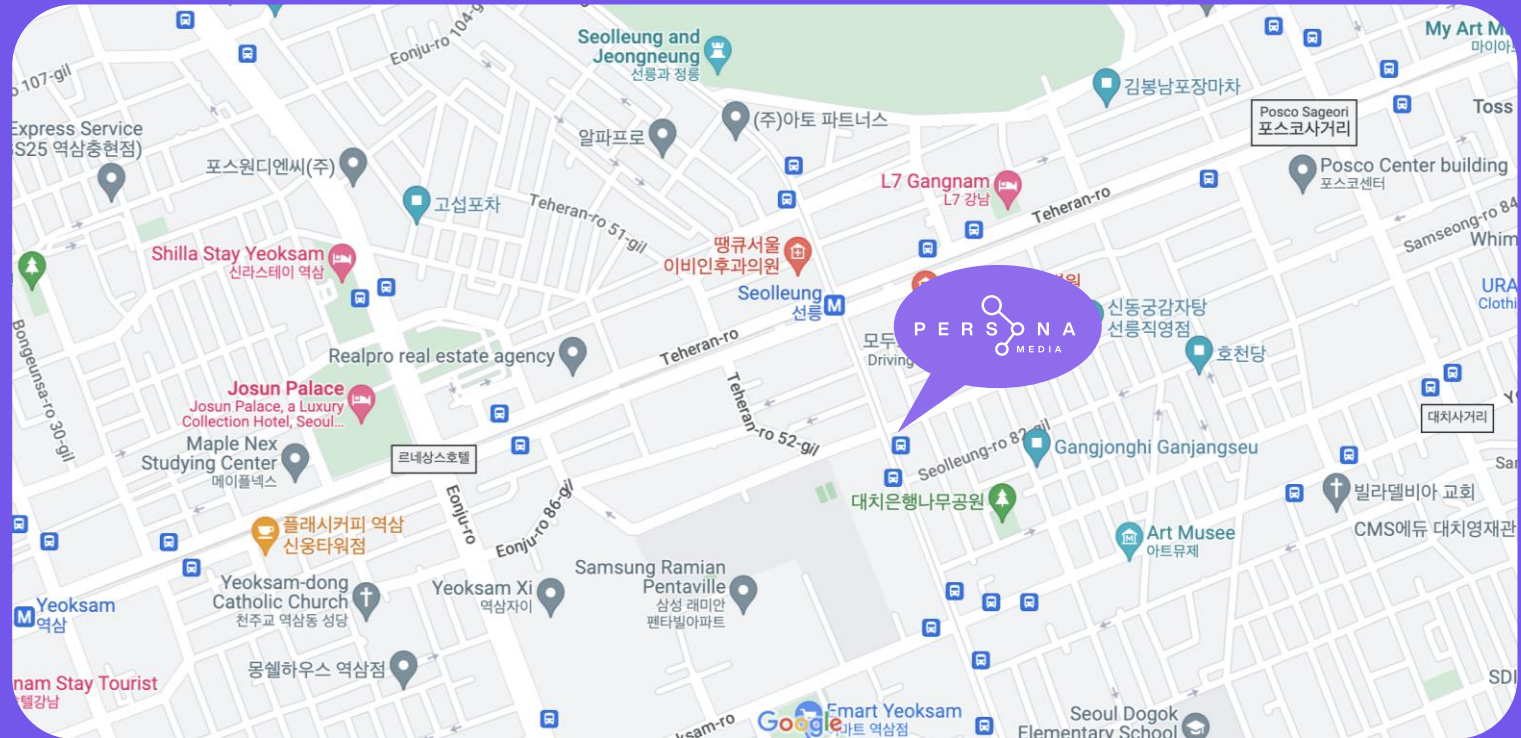 Eonju-ro 104-g
107-gil
Seolleung and
Jeongneung
선릉과 정릉
My Art M
마이아
김봉남포장마차
Posco Sageori
포스코사거리
Toss
Express Service
S25 역삼충현점)
(주)아토 파트너스
알파프로
포스원디엔씨(주)
Posco Center building
포스코센터
L7 Gangnam
L7 강남
Teheran-ro
고섭포차
Teheran-ro 51-gil
Samseong-ro 84
Whim
땡큐서울
이비인후과의원
Shilla Stay Yeoksam
신라스테이 역삼
Seolleung
선릉
URA
Clothi
신동궁감자탕
선릉직영점
PERSONA
MEDIA
모두
Driving
호천당
Bongeunsa-ro 30-gil
Realpro real estate agency
Teheran-ro
Josun Palace
Josun Palace, a Luxury
Collection Hotel, Seoul...
Teheran-ro 52-gil
대치사거리
Maple Nex
Studying Center
메이플넥스
르네상스호텔
Seolleung-ro 82-gil
Gangjonghi Ganjangseu
대치은행나무공원
빌라델비아 교회
CMS에듀 대치영재관
플래시커피 역삼
신웅타워점
Eonju-ro
Eonju-ro 86-gil
Art Musee
아트뮤제
Samsung Ramian
Pentaville
삼성 래미안
펜타빌아파트
Yeoksam-dong
Catholic Church
천주교 역삼동 성당
Yeoksam Xi
역삼자이
Yeoksam
역삼
몽쉘하우스 역삼점
nam Stay Tourist
텔강남
SDI
ksam-ro
Google
Emart Yeoksam
마트 역삼점
Seoul Dogok
Elementary School